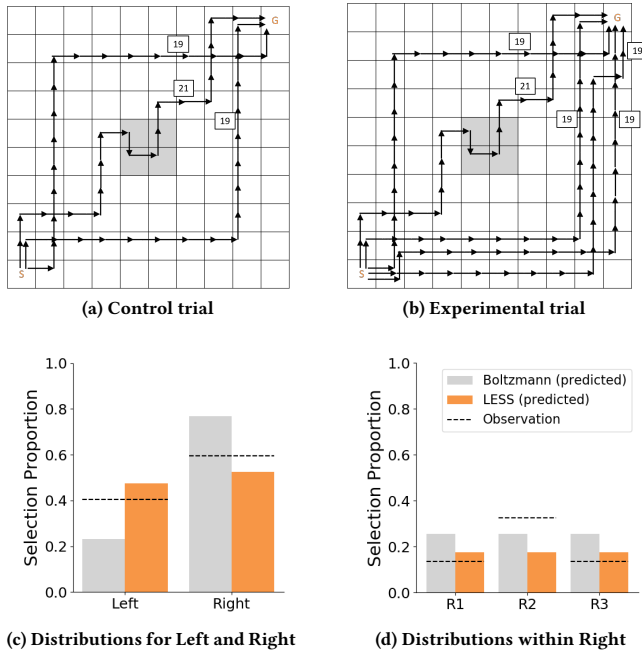 G
19
21
19
S
(a) Control trial
G
19
19
21
19
19
S
(b) Experimental trial
1.0
0.8
0.6
0.4
0.2
0.0
Selection Proportion
Left
Right
(c) Distributions for Left and Right
1.0
0.8
0.6
0.4
0.2
0.0
Selection Proportion
Boltzmann (predicted)
LESS (predicted)
Observation
R1
R2
R3
(d) Distributions within Right